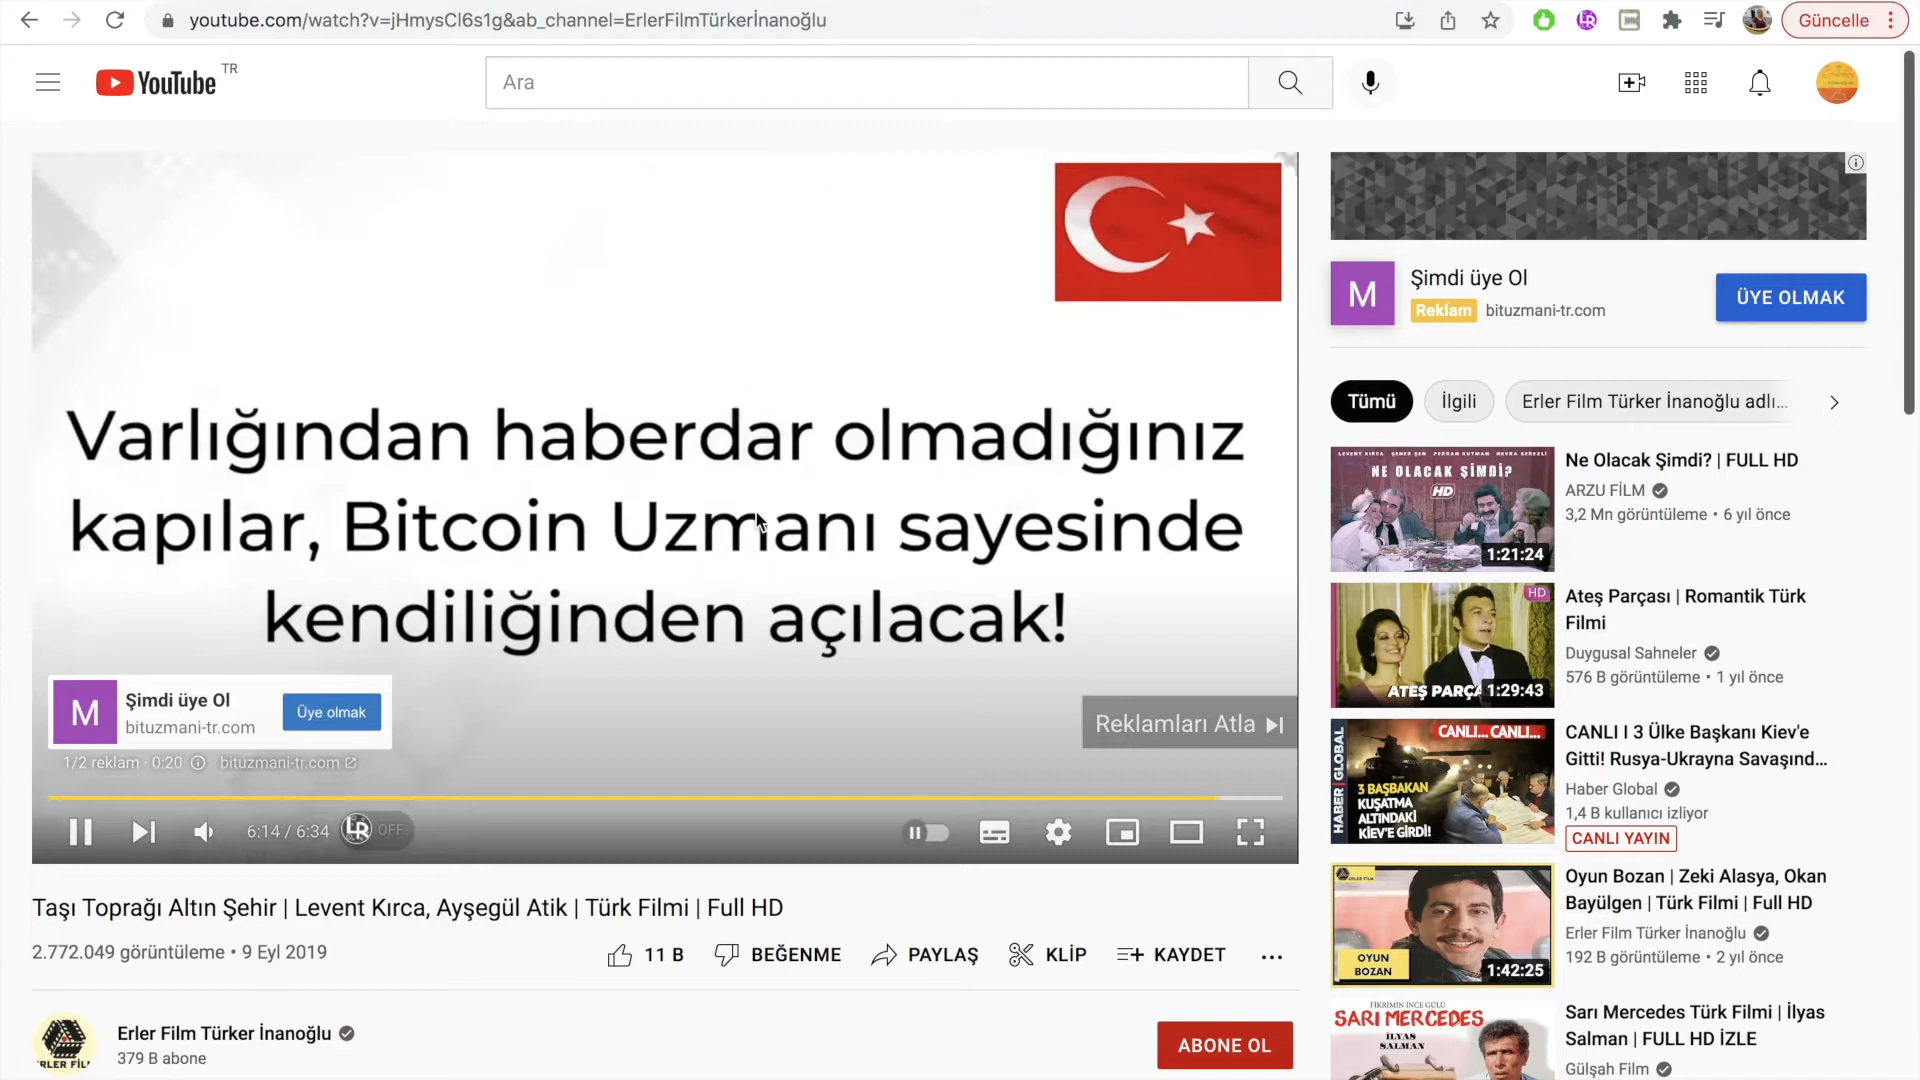 youtube.com/watch?v=jHmysCl6s1g&ab_channel=ErlerFilmTürkerİnanoğlu
Güncelle
YouTube TR
Ara
Varlığından haberdar olmadığınız
kapılar, Bitcoin Uzmanı sayesinde
kendiliğinden açılacak!
M
Şimdi üye Ol
bituzmani-tr.com
Üye olmak
Reklamları Atla
1/2 reklam · 0:20
bituzmani-tr.com
6:14 / 6:34
LR
OFF
Taşı Toprağı Altın Şehir | Levent Kırca, Ayşegül Atik | Türk Filmi | Full HD
2.772.049 görüntüleme • 9 Eyl 2019
11 B
BEĞENME
PAYLAŞ
KLİP
KAYDET
Erler Film Türker İnanoğlu
379 B abone
ABONE OL
M
Şimdi üye Ol
Reklam bituzmani-tr.com
ÜYE OLMAK
Tümü
İlgili
Erler Film Türker İnanoğlu adlı...
LEVENT KIRCA ŞENER ŞEN PERRAN KUTMAN NEVRA SEREZLİ
NE OLACAK ŞİMDİ?
HD
1:21:24
Ne Olacak Şimdi? | FULL HD
ARZU FİLM
3,2 Mn görüntüleme • 6 yıl önce
HD
ATEŞ PARÇA
1:29:43
Ateş Parçası | Romantik Türk
Filmi
Duygusal Sahneler
576 B görüntüleme • 1 yıl önce
HABER GLOBAL
CANLI... CANLI...
3 BAŞBAKAN
KUŞATMA
ALTINDAKİ
KİEV'E GİRDİ!
CANLI I 3 Ülke Başkanı Kiev'e
Gitti! Rusya-Ukrayna Savaşınd...
Haber Global
1,4 B kullanıcı izliyor
CANLI YAYIN
OYUN
BOZAN
1:42:25
Oyun Bozan | Zeki Alasya, Okan
Bayülgen | Türk Filmi | Full HD
Erler Film Türker İnanoğlu
192 B görüntüleme • 2 yıl önce
FİKRİMİN İNCE GÜLÜ
SARI MERCEDES
İLYAS
SALMAN
Sarı Mercedes Türk Filmi | İlyas
Salman | FULL HD İZLE
Gülşah Film